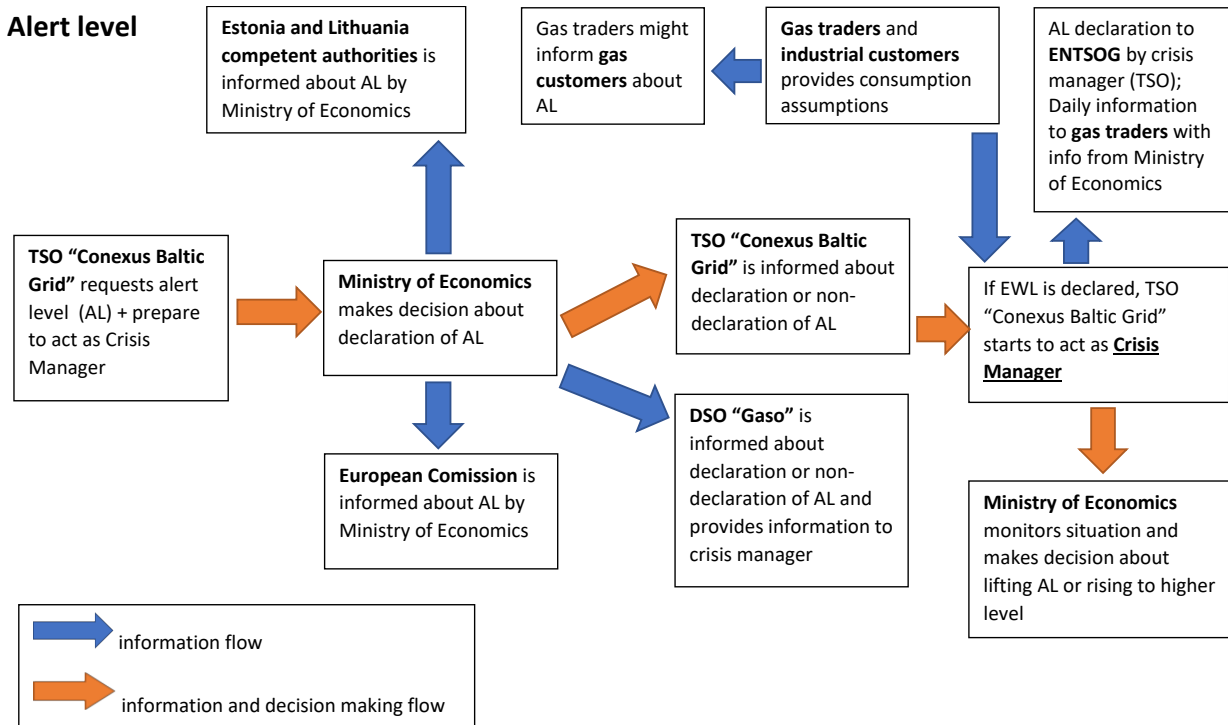 Alert level
Estonia and Lithuania
competent authorities is
informed about AL by
Ministry of Economics
Gas traders might
inform gas
customers about
AL
Gas traders and
industrial customers
provides consumption
assumptions
AL declaration to
ENTSOG by crisis
manager (TSO);
Daily information
to gas traders with
info from Ministry
of Economics
TSO “Conexus Baltic
Grid” requests alert
level (AL) + prepare
to act as Crisis
Manager
Ministry of Economics
makes decision about
declaration of AL
TSO “Conexus Baltic
Grid” is informed about
declaration or non-
declaration of AL
If EWL is declared, TSO
“Conexus Baltic Grid”
starts to act as Crisis
Manager
European Comission is
informed about AL by
Ministry of Economics
DSO “Gaso” is
informed about
declaration or non-
declaration of AL and
provides information to
crisis manager
Ministry of Economics
monitors situation and
makes decision about
lifting AL or rising to higher
level
information flow
information and decision making flow